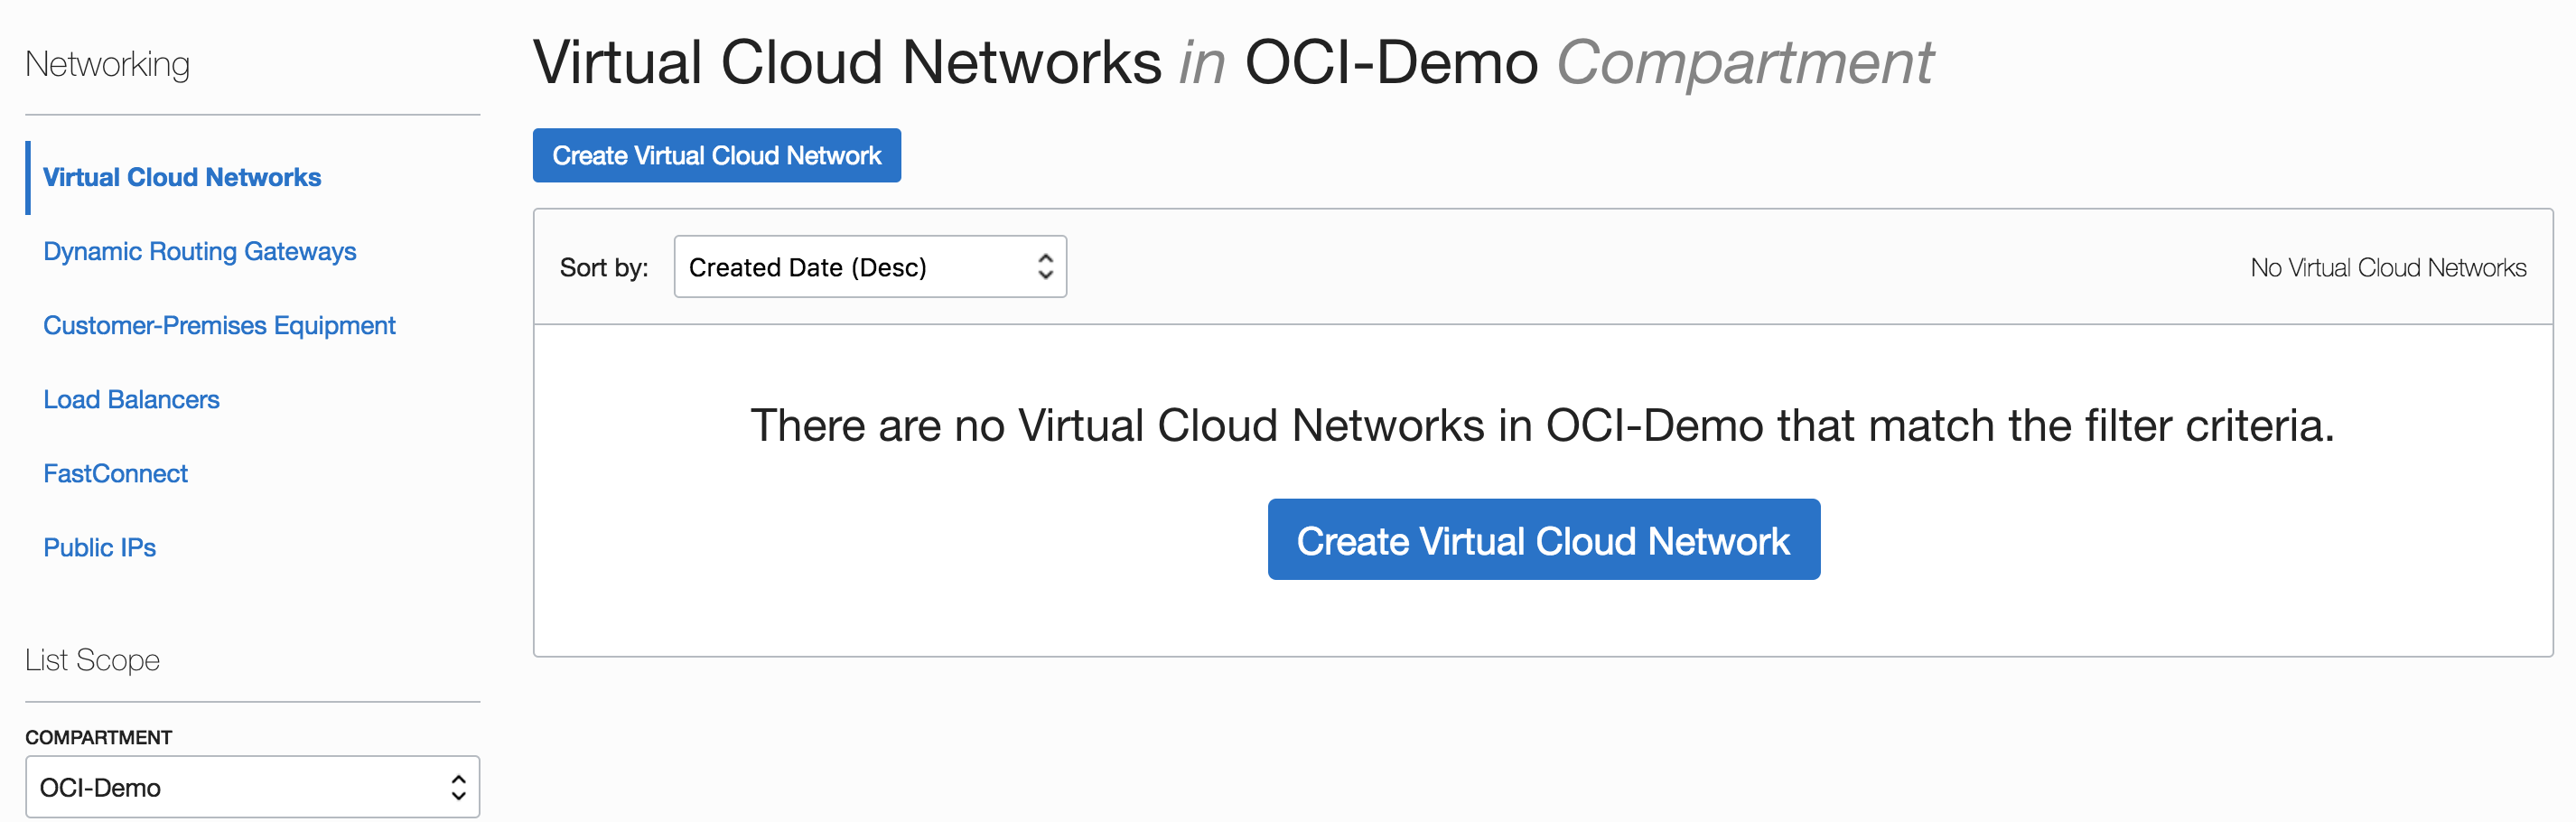 Networking
Virtual Cloud Networks
Dynamic Routing Gateways
Customer-Premises Equipment
Load Balancers
FastConnect
Public IPs
List Scope
COMPARTMENT
OCI-Demo
Virtual Cloud Networks in OCI-Demo Compartment
Create Virtual Cloud Network
Sort by: Created Date (Desc) No Virtual Cloud Networks
There are no Virtual Cloud Networks in OCI-Demo that match the filter criteria.
Create Virtual Cloud Network